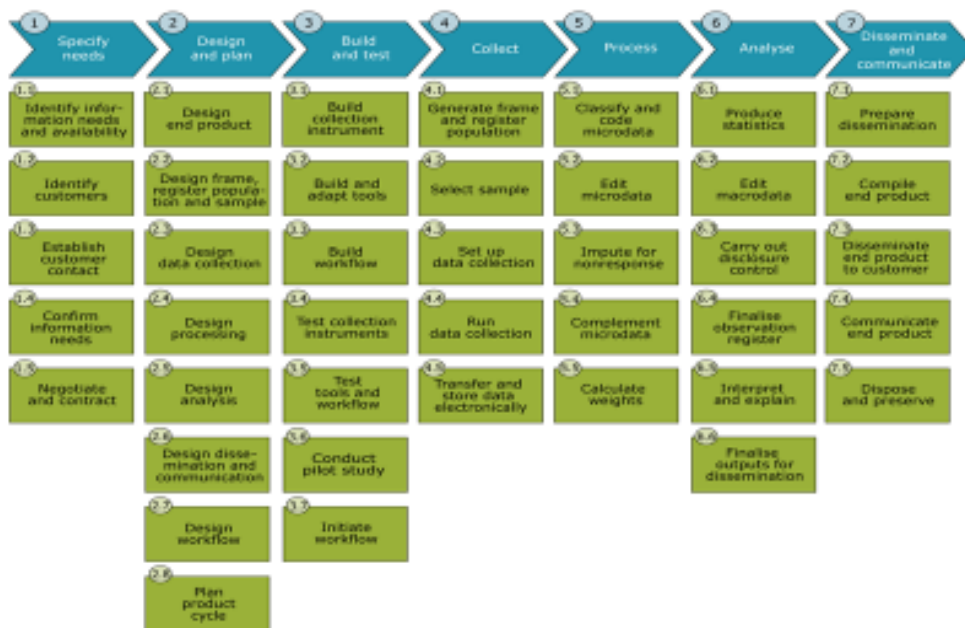 1
Specify
needs
2
Design
and plan
3
Build
and test
4
Collect
5
Process
6
Analyse
7
Disseminate
and
communicate
1.1
Identify infor-
mation needs
and availability
1.2
Identify
customers
1.3
Establish
customer
contact
1.4
Confirm
information
needs
1.5
Negotiate
and contract
2.1
Design
end product
2.2
Design frame,
register popula-
tion and sample
2.3
Design
data collection
2.4
Design
processing
2.5
Design
analysis
2.6
Design disse-
mination and
communication
2.7
Design
workflow
2.8
Plan
product
cycle
3.1
Build
collection
instrument
3.2
Build and
adapt tools
3.3
Build
workflow
3.4
Test collection
instruments
3.5
Test
tools and
workflow
3.6
Conduct
pilot study
3.7
Initiate
workflow
4.1
Generate frame
and register
population
4.2
Select sample
4.3
Set up
data collection
4.4
Run
data collection
4.5
Transfer and
store data
electronically
5.1
Classify and
code
microdata
5.2
Edit
microdata
5.3
Impute for
nonresponse
5.4
Complement
microdata
5.5
Calculate
weights
6.1
Produce
statistics
6.2
Edit
macrodata
6.3
Carry out
disclosure
control
6.4
Finalise
observation
register
6.5
Interpret
and explain
6.6
Finalise
outputs for
dissemination
7.1
Prepare
dissemination
7.2
Compile
end product
7.3
Disseminate
end product
to customer
7.4
Communicate
end product
7.5
Dispose
and preserve